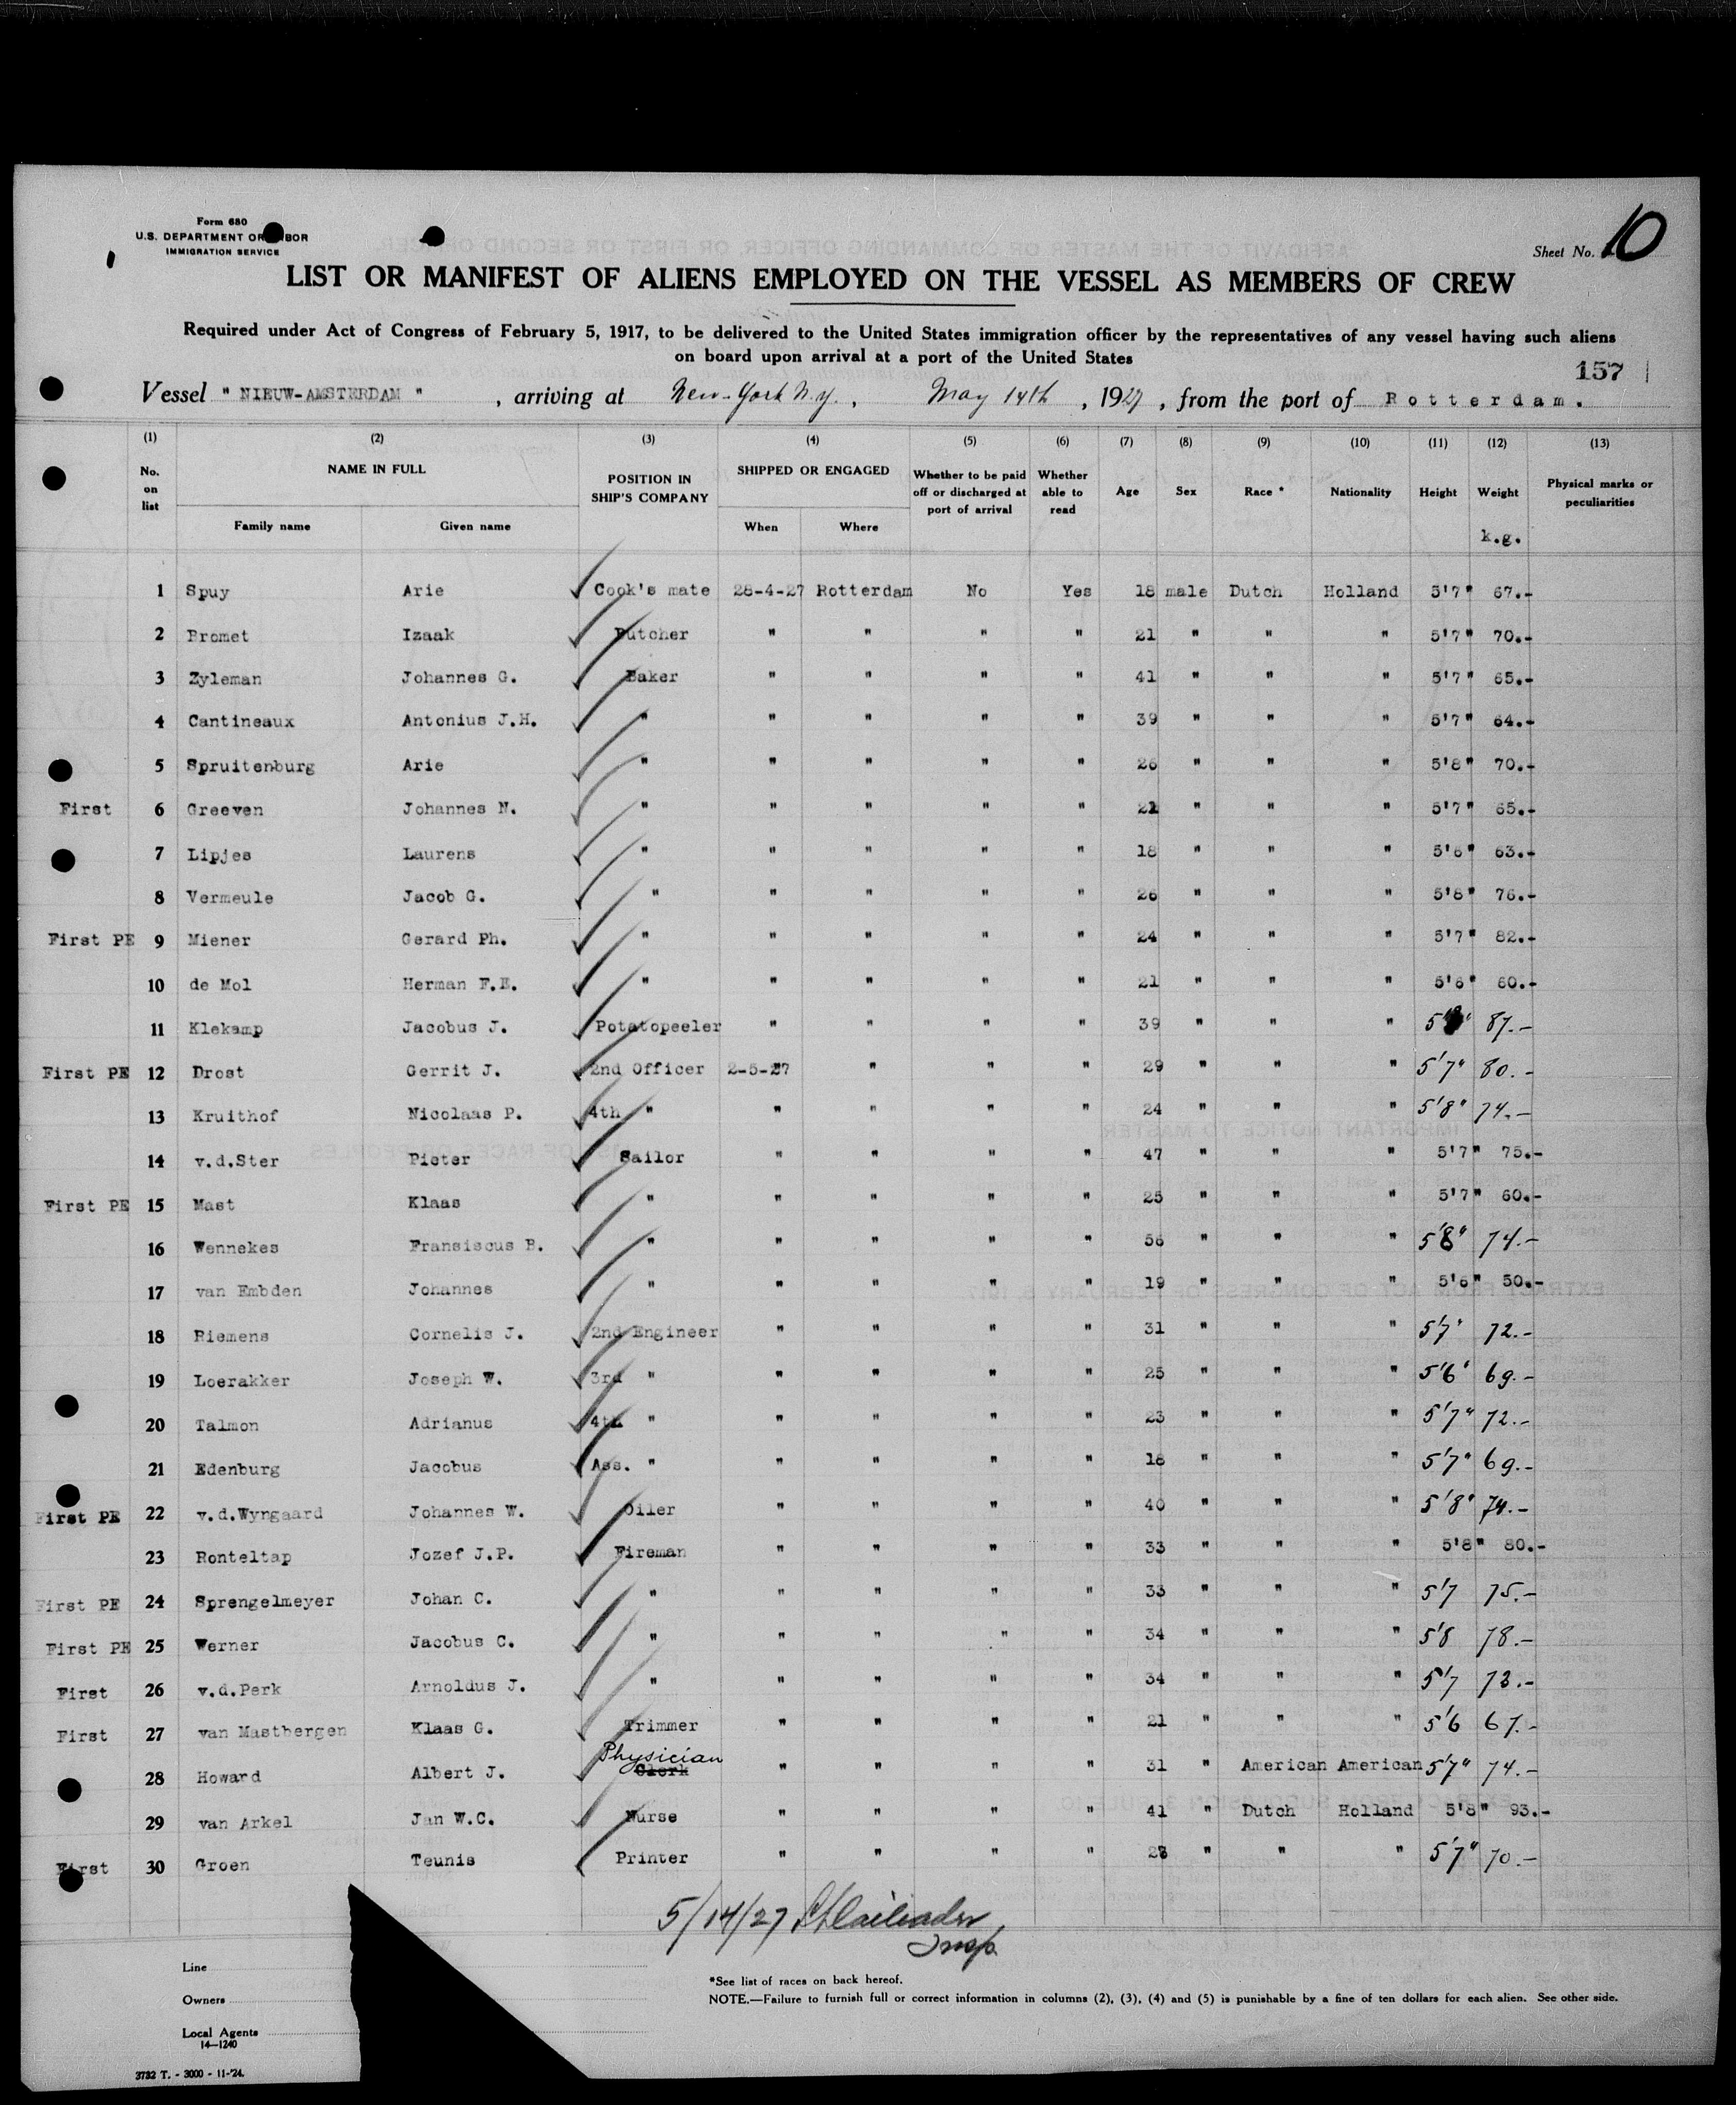 Form 680
U.S. DEPARTMENT OF LABOR
IMMIGRATION SERVICE
Sheet No. 10
LIST OR MANIFEST OF ALIENS EMPLOYED ON THE VESSEL AS MEMBERS OF CREW
Required under Act of Congress of February 5, 1917, to be delivered to the United States immigration officer by the representatives of any vessel having such aliens
on board upon arrival at a port of the United States
157
Vessel " NIEUW-AMSTERDAM " , arriving at New-York N.Y. , May 14th , 1927 , from the port of Rotterdam.
(1) (2) (3) (4) (5) (6) (7) (8) (9) (10) (11) (12) (13)
No. on list NAME IN FULL POSITION IN SHIP'S COMPANY SHIPPED OR ENGAGED Whether to be paid off or discharged at port of arrival Whether able to read Age Sex Race * Nationality Height Weight Physical marks or peculiarities
Family name Given name When Where k.g.
1 Spuy Arie Cook's mate 28-4-27 Rotterdam No Yes 18 male Dutch Holland 5'7" 67.-
2 Bromet Izaak Butcher " " " " 21 " " " 5'7" 70.-
3 Zyleman Johannes G. Baker " " " " 41 " " " 5'7" 65.-
4 Cantineaux Antonius J.H. " " " " " 39 " " " 5'7" 64.-
5 Spruitenburg Arie " " " " " 26 " " " 5'8" 70.-
First 6 Greeven Johannes N. " " " " " 21 " " " 5'7" 65.-
7 Lipjes Laurens " " " " " 18 " " " 5'6" 63.-
8 Vermeule Jacob G. " " " " " 26 " " " 5'8" 76.-
First PE 9 Miener Gerard Ph. " " " " " 24 " " " 5'7" 82.-
10 de Mol Herman F.E. " " " " " 21 " " " 5'6" 60.-
11 Klekamp Jacobus J. Potatopeeler " " " " 39 " " " 87.-
First PE 12 Drost Gerrit J. 2nd Officer 2-5-27 " " " 29 " " " 5'7" 80.-
13 Kruithof Nicolaas P. 4th " " " " " 24 " " " 5'8" 74.-
14 v.d.Ster Pieter Sailor " " " " 47 " " " 5'7" 75.-
First PE 15 Mast Klaas " " " " " 25 " " " 5'7" 60.-
16 Wennekes Fransiscus B. " " " " " 56 " " " 5'8" 74.-
17 van Embden Johannes " " " " " 19 " " " 5'6" 50.-
18 Riemens Cornelis J. 2nd Engineer " " " " 31 " " " 5'7" 72.-
19 Loerakker Joseph W. 3rd " " " " " 25 " " " 5'6" 69.-
20 Talmon Adrianus 4th " " " " " 23 " " " 5'7" 72.-
21 Edenburg Jacobus Ass. " " " " " 18 " " " 5'7" 69.-
First PE 22 v.d.Wyngaard Johannes W. Oiler " " " " 40 " " " 5'8" 74.-
23 Ronteltap Jozef J.P. Fireman " " " " 33 " " " 5'8" 80.-
First PE 24 Sprengelmeyer Johan C. " " " " " 33 " " " 5'7 75.-
First PE 25 Werner Jacobus C. " " " " " 34 " " " 5'8 78.-
First 26 v.d.Perk Arnoldus J. " " " " " 34 " " " 5'7 73.-
First 27 van Mastbergen Klaas G. Trimmer " " " " 21 " " " 5'6 67.-
Physician
28 Howard Albert J. Clerk " " " " 31 " American American 5'7" 74.-
29 van Arkel Jan W.C. Nurse " " " " 41 " Dutch Holland 5'8" 93.-
First 30 Groen Teunis Printer " " " " " " " 5'7" 70.-
5/14/27
Insp.
Line
*See list of races on back hereof.
Owners
NOTE.—Failure to furnish full or correct information in columns (2), (3), (4) and (5) is punishable by a fine of ten dollars for each alien. See other side.
Local Agents
14—1240
3732 T. - 3000 - 11-'24.